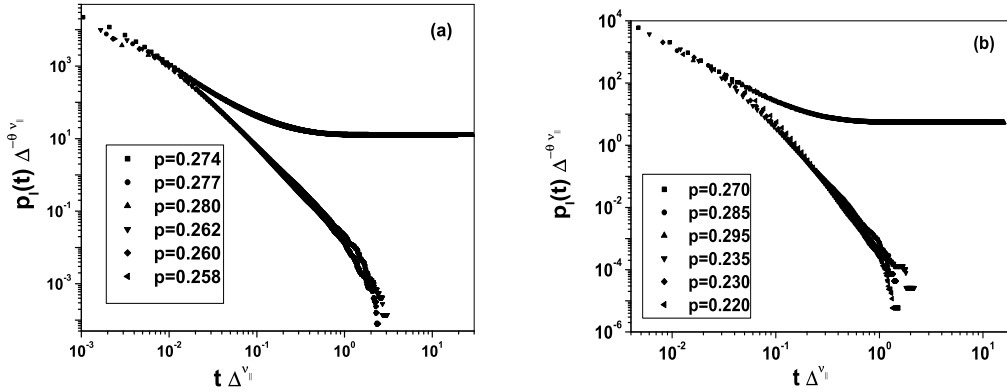 (a)
p_l(t) Δ^{-θ ν_∥}
10^3
10^1
10^-1
10^-3
p=0.274
p=0.277
p=0.280
p=0.262
p=0.260
p=0.258
10^-3 10^-2 10^-1 10^0 10^1
t Δ^{ν_∥}
(b)
p_l(t) Δ^{-θ ν_∥}
10^4
10^2
10^0
10^-2
10^-4
10^-6
p=0.270
p=0.285
p=0.295
p=0.235
p=0.230
p=0.220
10^-2 10^-1 10^0 10^1
t Δ^{ν_∥}